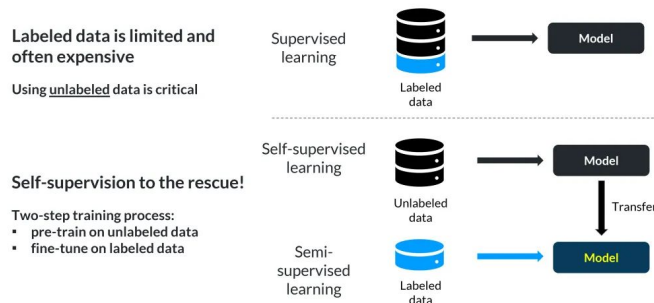 Labeled data is limited and
often expensive
Using unlabeled data is critical
Supervised
learning
Labeled
data
Model
Self-supervision to the rescue!
Two-step training process:
▪ pre-train on unlabeled data
▪ fine-tune on labeled data
Self-supervised
learning
Unlabeled
data
Model
Transfer
Semi-
supervised
learning
Labeled
data
Model